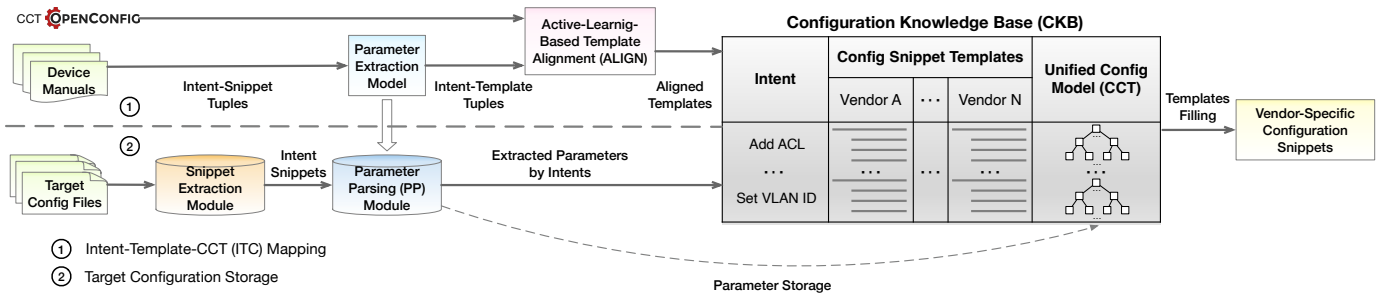 CCT OPENCONFIG
Active-Learnig-
Based Template
Alignment (ALIGN)
Device
Manuals
Intent-Snippet
Tuples
Parameter
Extraction
Model
Intent-Template
Tuples
Aligned
Templates
1
2
Target
Config Files
Snippet
Extraction
Module
Intent
Snippets
Parameter
Parsing (PP)
Module
Extracted Parameters
by Intents
Configuration Knowledge Base (CKB)
Intent
Config Snippet Templates
Vendor A
...
Vendor N
Unified Config
Model (CCT)
Add ACL
...
...
...
...
...
Set VLAN ID
...
Templates
Filling
Vendor-Specific
Configuration
Snippets
1 Intent-Template-CCT (ITC) Mapping
2 Target Configuration Storage
Parameter Storage